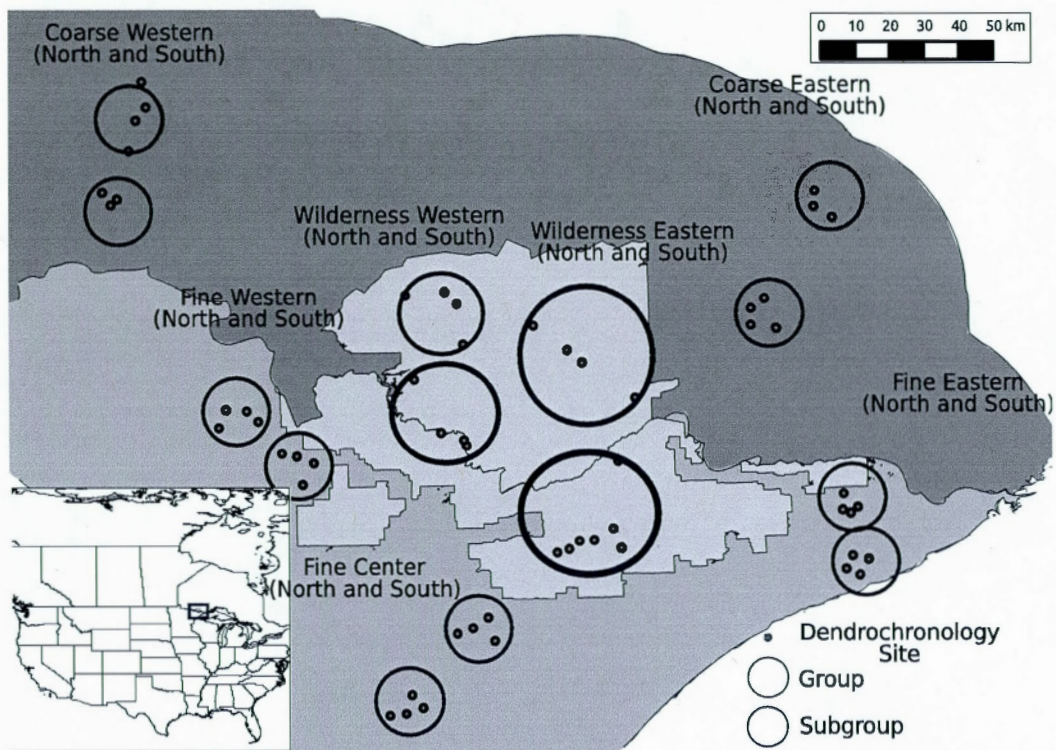 Coarse Western
(North and South)
0 10 20 30 40 50 km
Coarse Eastern
(North and South)
Wilderness Western
(North and South)
Wilderness Eastern
(North and South)
Fine Western
(North and South)
Fine Eastern
(North and South)
Fine Center
(North and South)
Dendrochronology
Site
Group
Subgroup